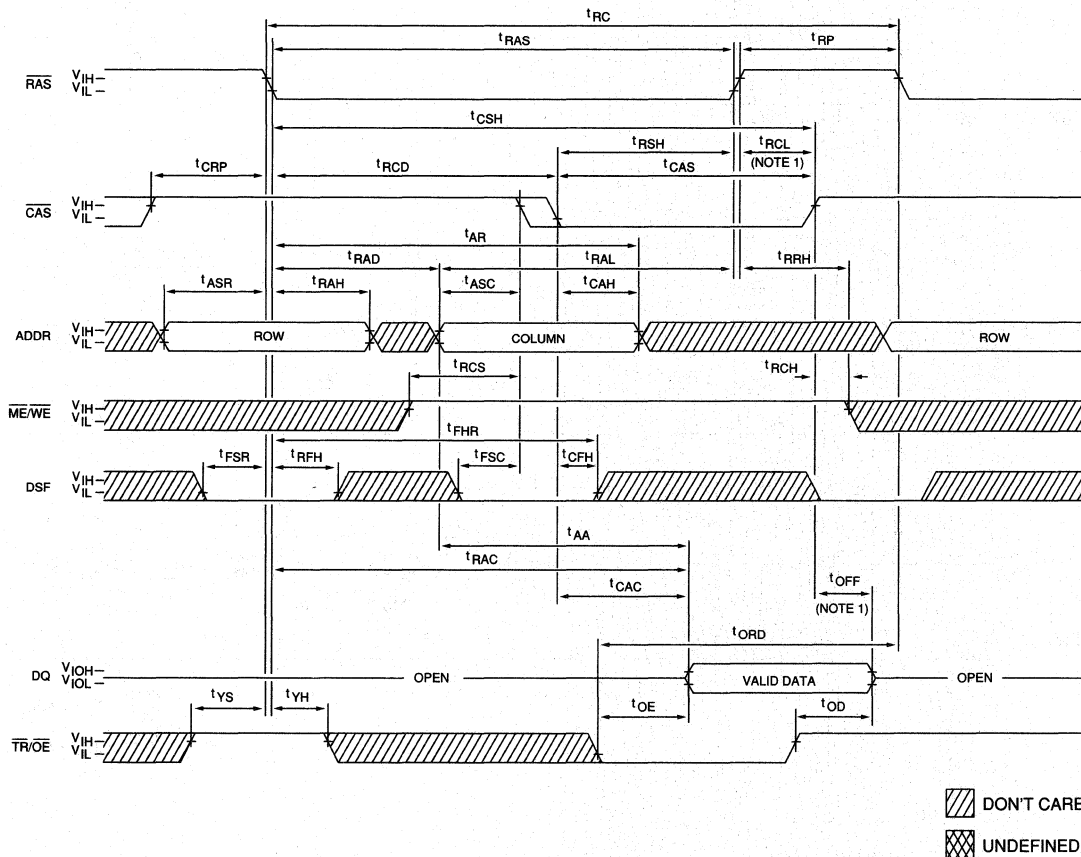 tRC
tRAS
tRP
RAS
VIH
VIL
tCSH
tRSH
tRCL
(NOTE 1)
tCRP
tRCD
tCAS
CAS
VIH
VIL
tAR
tRAD
tRAL
tRRH
tASR
tRAH
tASC
tCAH
ADDR
VIH
VIL
ROW
COLUMN
ROW
tRCS
tRCH
ME/WE
VIH
VIL
tFHR
tFSR
tRFH
tFSC
tCFH
DSF
VIH
VIL
tAA
tRAC
tCAC
tOFF
(NOTE 1)
tORD
DQ
VIOH
VIOL
OPEN
VALID DATA
OPEN
tYS
tYH
tOE
tOD
TR/OE
VIH
VIL
DON'T CARE
UNDEFINED